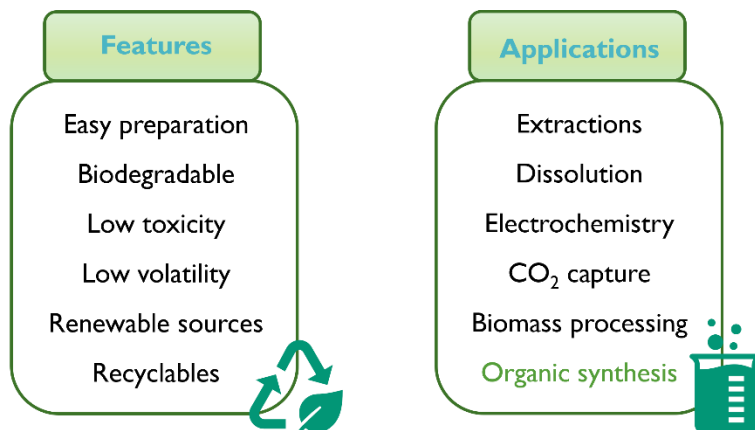 Features
Easy preparation
Biodegradable
Low toxicity
Low volatility
Renewable sources
Recyclables
Applications
Extractions
Dissolution
Electrochemistry
CO₂ capture
Biomass processing
Organic synthesis